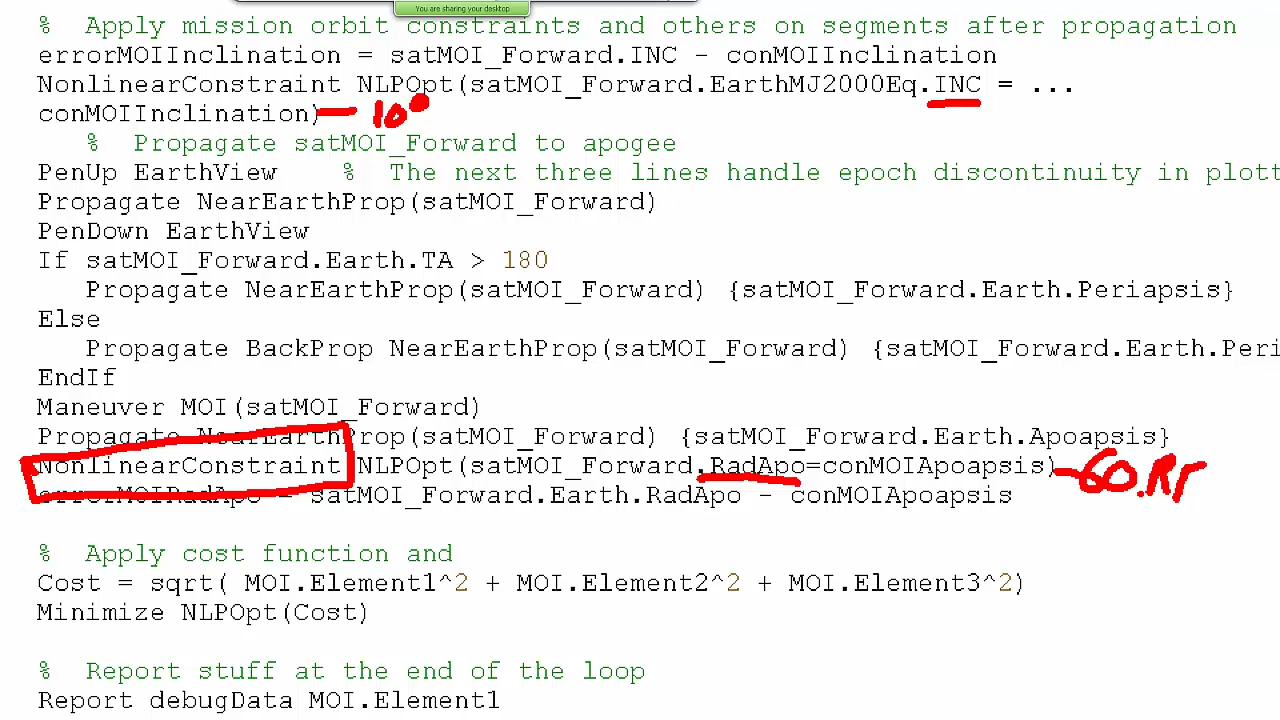 You are sharing your desktop
% Apply mission orbit constraints and others on segments after propagation
errorMOIInclination = satMOI_Forward.INC - conMOIInclination
NonlinearConstraint NLPOpt(satMOI_Forward.EarthMJ2000Eq.INC = ...
conMOIInclination) - 10°
% Propagate satMOI_Forward to apogee
PenUp EarthView % The next three lines handle epoch discontinuity in plott
Propagate NearEarthProp(satMOI_Forward)
PenDown EarthView
If satMOI_Forward.Earth.TA > 180
Propagate NearEarthProp(satMOI_Forward) {satMOI_Forward.Earth.Periapsis}
Else
Propagate BackProp NearEarthProp(satMOI_Forward) {satMOI_Forward.Earth.Peri
EndIf
Maneuver MOI(satMOI_Forward)
Propagate NearEarthProp(satMOI_Forward) {satMOI_Forward.Earth.Apoapsis}
NonlinearConstraint NLPOpt(satMOI_Forward.RadApo=conMOIApoapsis) - 60.
errorMOIRadApo = satMOI_Forward.Earth.RadApo - conMOIApoapsis
% Apply cost function and
Cost = sqrt( MOI.Element1^2 + MOI.Element2^2 + MOI.Element3^2)
Minimize NLPOpt(Cost)
% Report stuff at the end of the loop
Report debugData MOI.Element1